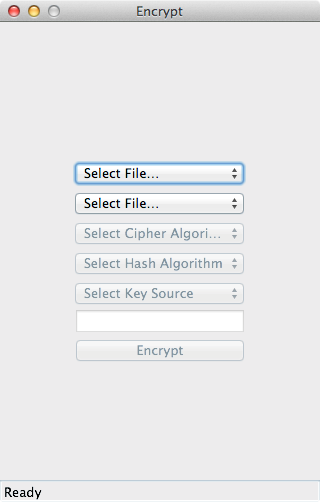 Encrypt
Select File...
Select File...
Select Cipher Algori...
Select Hash Algorithm
Select Key Source
Encrypt
Ready